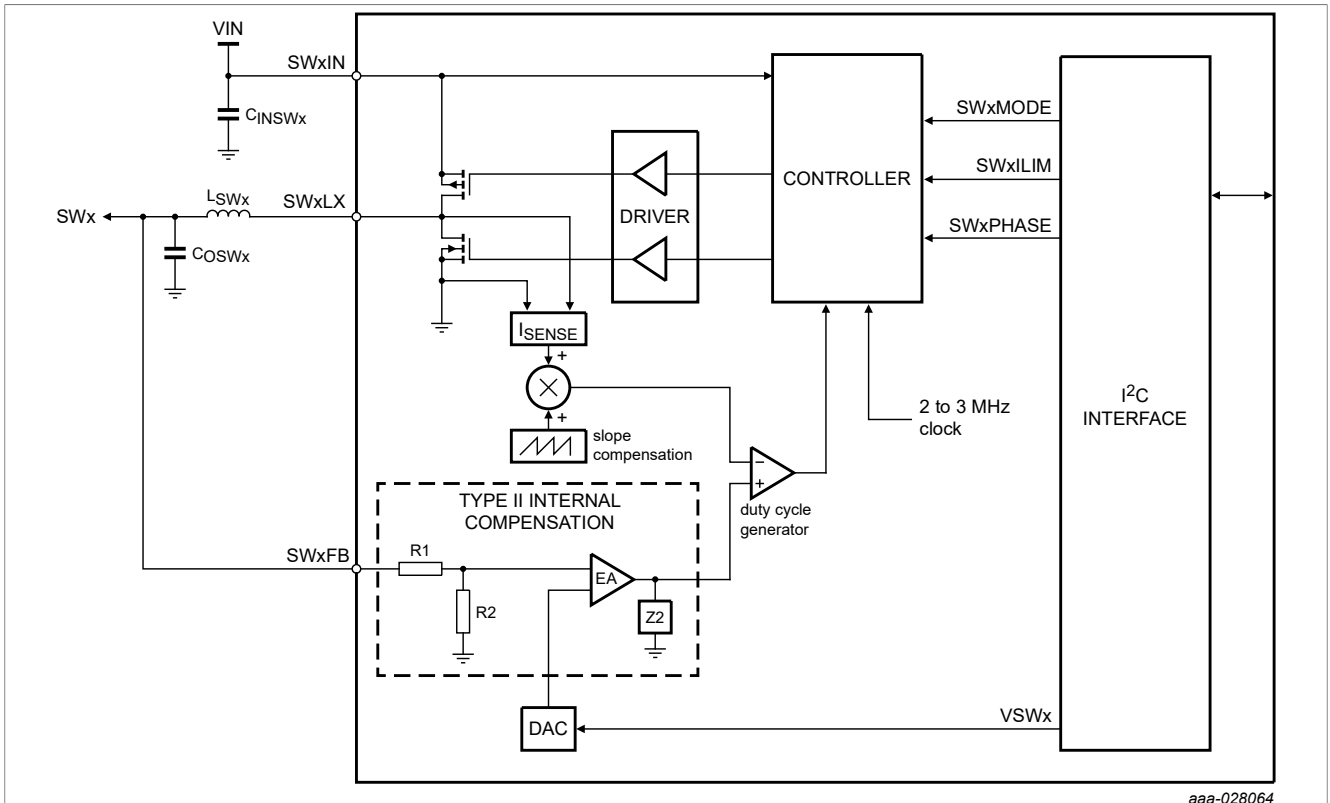 VIN
SWxIN
CINSWx
SWxMODE
CONTROLLER
SWxILIM
LSWx
SWxLX
SWx
DRIVER
SWxPHASE
COSWx
ISENSE
+
+
2 to 3 MHz
clock
I2C
INTERFACE
slope
compensation
−
+
duty cycle
generator
TYPE II INTERNAL
COMPENSATION
SWxFB
R1
EA
R2
Z2
VSWx
DAC
aaa-028064